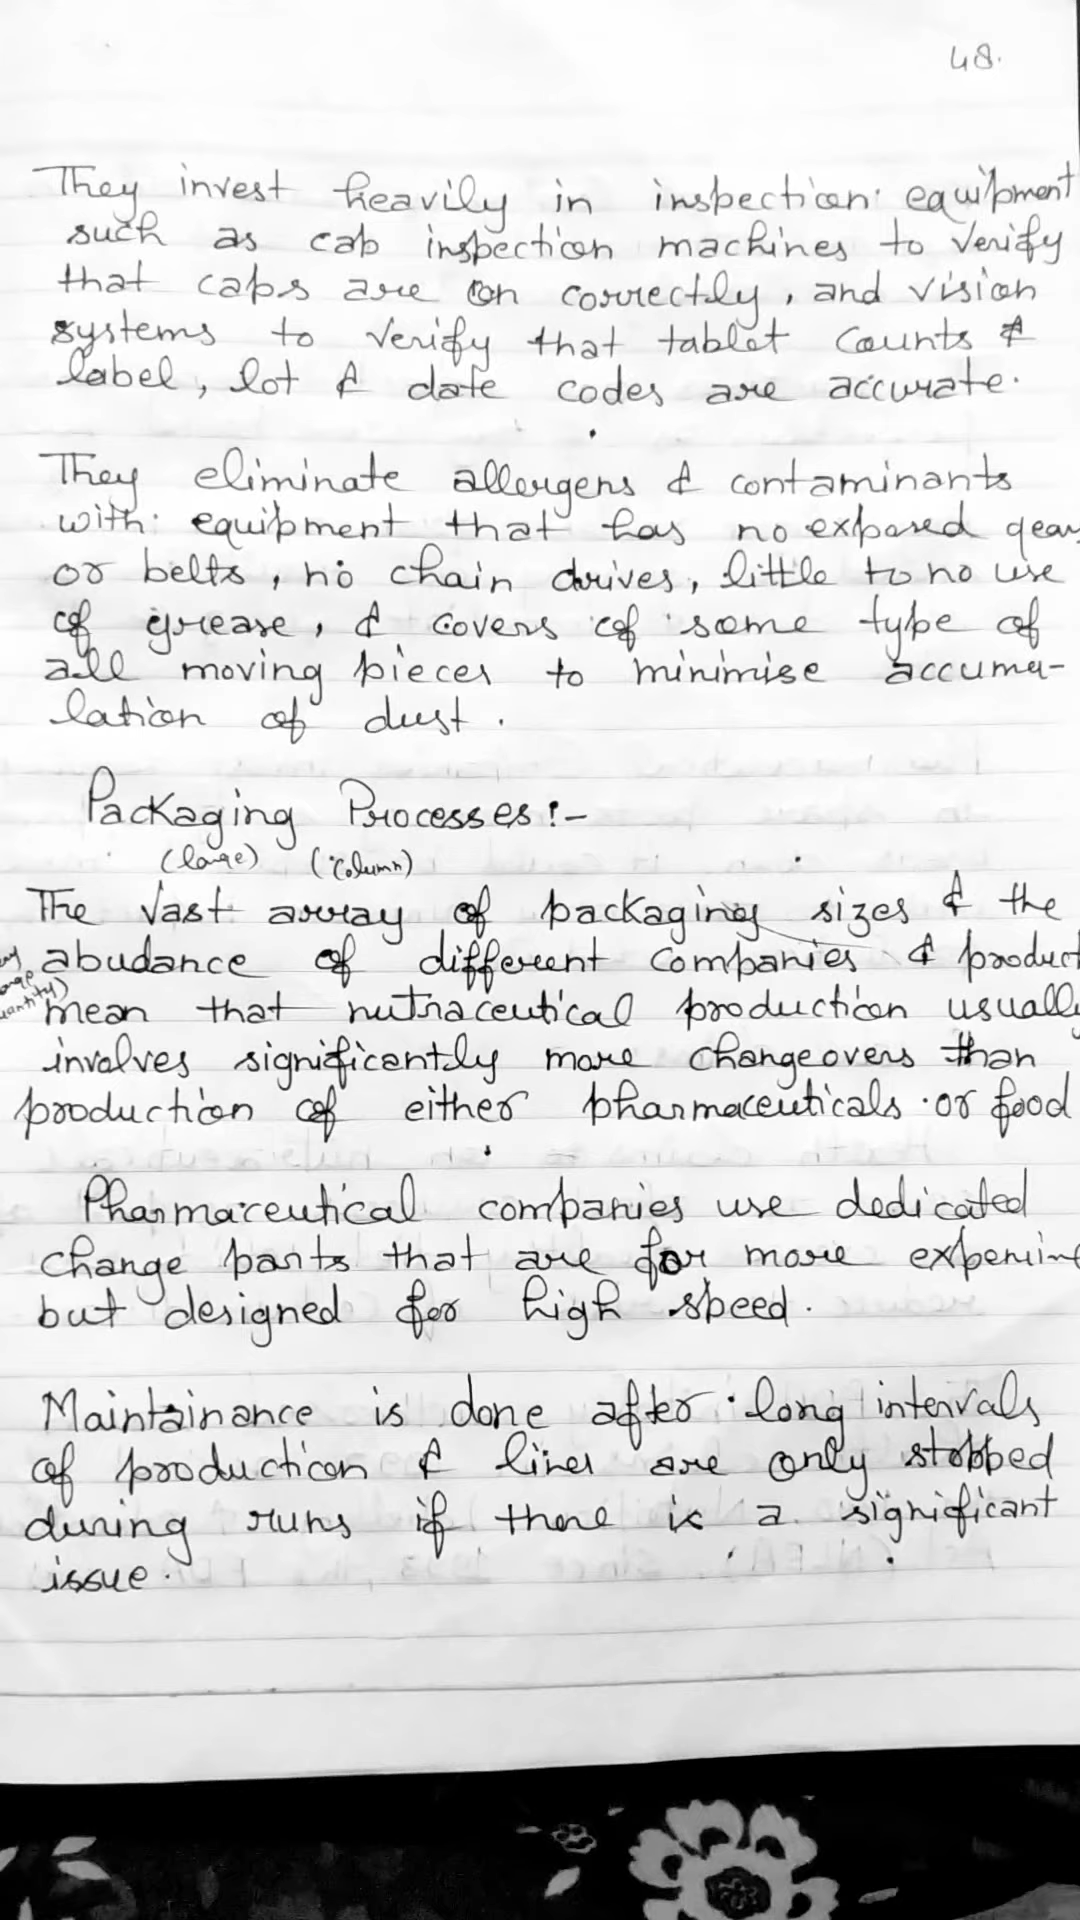 48.
They invest heavily in inspection equipment
such as cap inspection machines to verify
that caps are on correctly, and vision
systems to verify that tablet counts &
label, lot & date codes are accurate.
They eliminate allergens & contaminants
with equipment that has no exposed gears
or belts, no chain drives, little to no use
of grease, & covers of some type of
all moving pieces to minimise accumu-
lation of dust.
Packaging Processes:-
(large) (column)
The vast array of packaging sizes & the
abudance of different companies & product
quantity)
mean that nutraceutical production usually
involves significantly more changeovers than
production of either pharmaceuticals or food
Pharmaceutical companies use dedicated
change parts that are far more expensive
but designed for high speed.
Maintainance is done after long intervals
of production & lines are only stopped
during runs if there is a significant
issue.